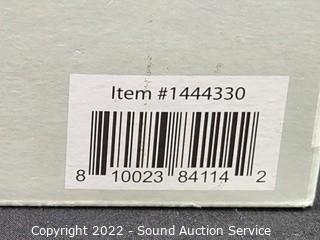 Item #1444330
8 10023 84114 2
Copyright 2022 - Sound Auction Service